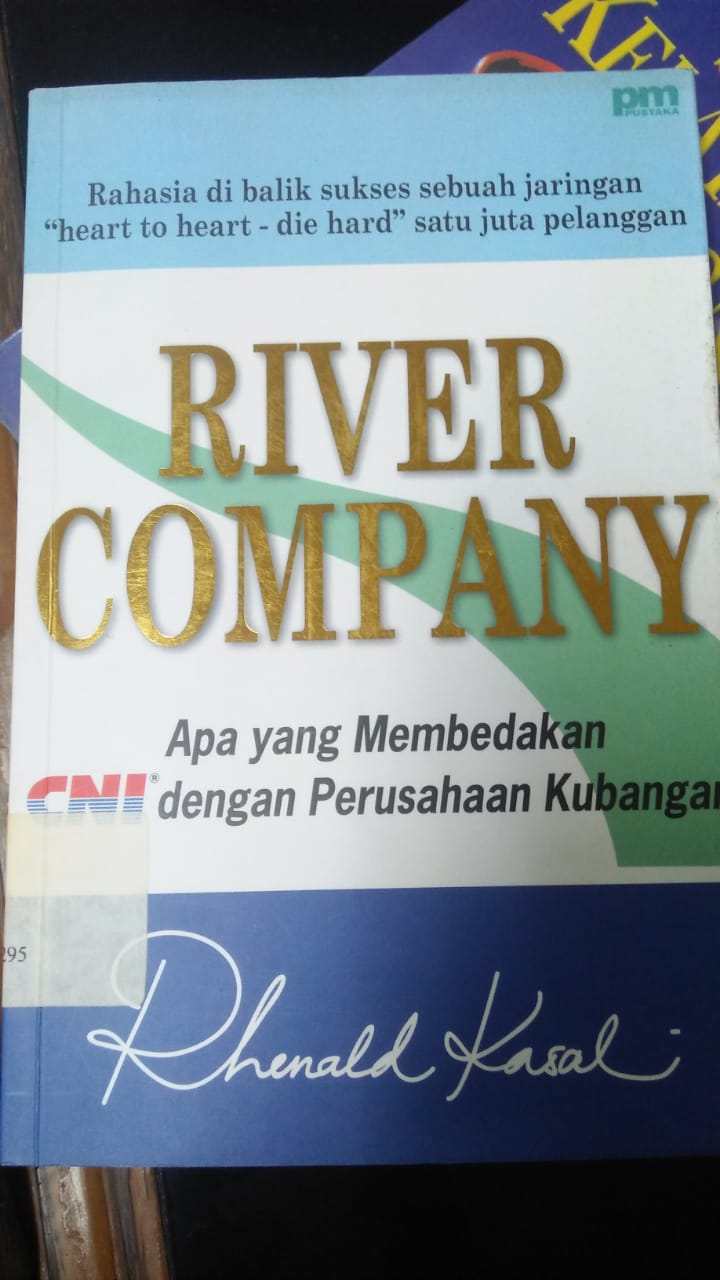 pm
PUSTAKA
Rahasia di balik sukses sebuah jaringan
“heart to heart - die hard” satu juta pelanggan
RIVER
COMPANY
Apa yang Membedakan
CNI® dengan Perusahaan Kubangan
295
Rhenald Kasali